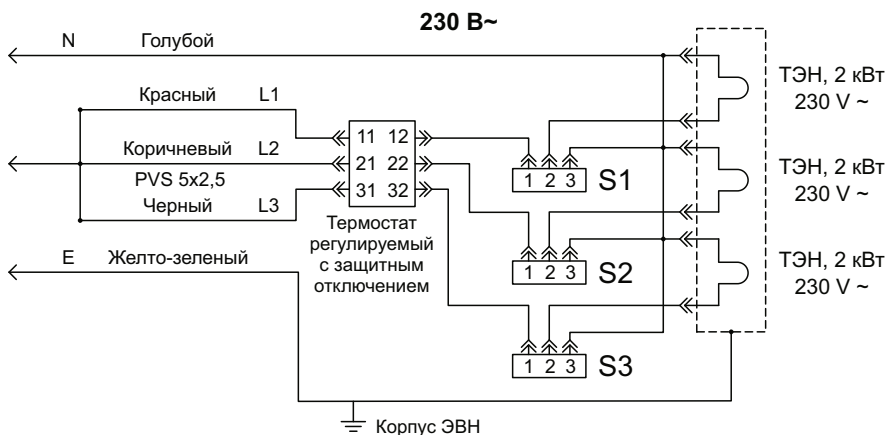 230 В~
N Голубой
ТЭН, 2 кВт
230 V ~
Красный L1
11 12
Коричневый L2
21 22
PVS 5x2,5
Черный L3
31 32
1 2 3 S1
ТЭН, 2 кВт
230 V ~
Термостат
регулируемый
с защитным
отключением
E Желто-зеленый
1 2 3 S2
ТЭН, 2 кВт
230 V ~
1 2 3 S3
Корпус ЭВН